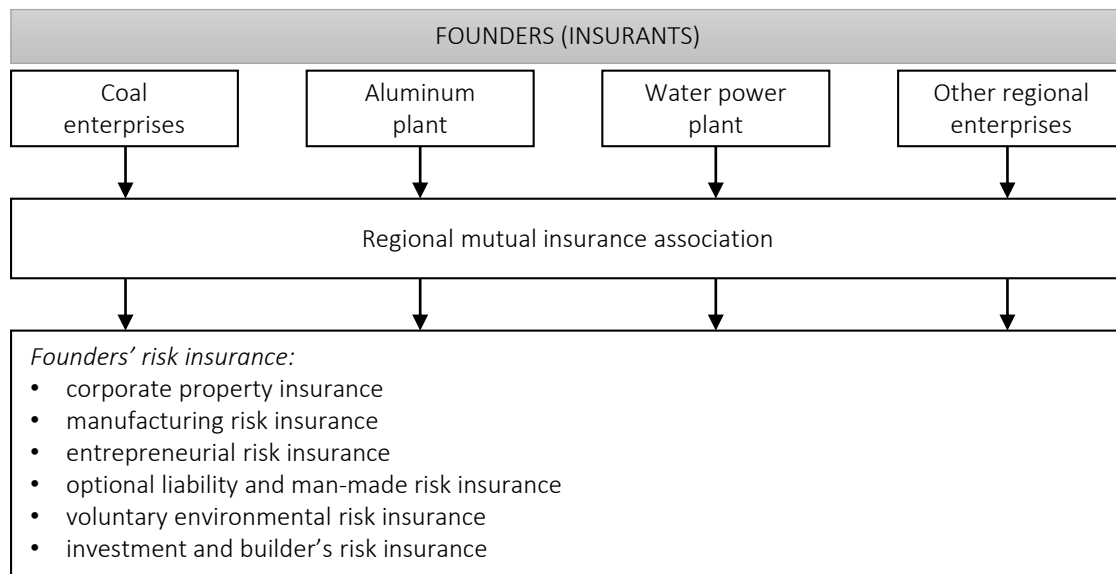 FOUNDERS (INSURANTS)
Coal
enterprises
Aluminum
plant
Water power
plant
Other regional
enterprises
Regional mutual insurance association
Founders’ risk insurance:
• corporate property insurance
• manufacturing risk insurance
• entrepreneurial risk insurance
• optional liability and man-made risk insurance
• voluntary environmental risk insurance
• investment and builder’s risk insurance